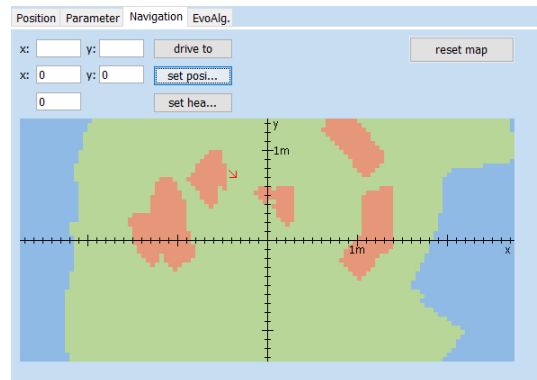 Position Parameter Navigation EvoAlg.
x: y: drive to reset map
x: 0 y: 0 set posi...
0 set hea...
y
1m
1m x